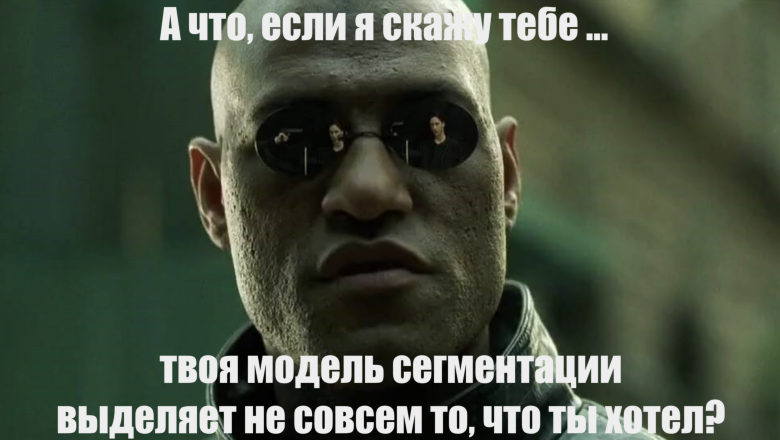 А что, если я скажу тебе ...
твоя модель сегментации
выделяет не совсем то, что ты хотел?